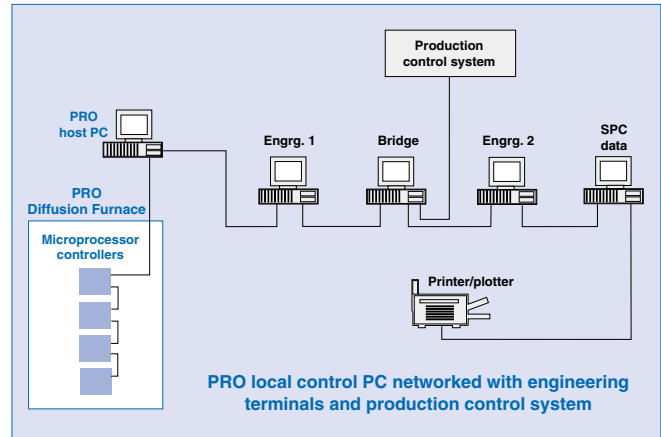 Production
control system
PRO
host PC
Engrg. 1
Bridge
Engrg. 2
SPC
data
PRO
Diffusion Furnace
Microprocessor
controllers
Printer/plotter
PRO local control PC networked with engineering
terminals and production control system